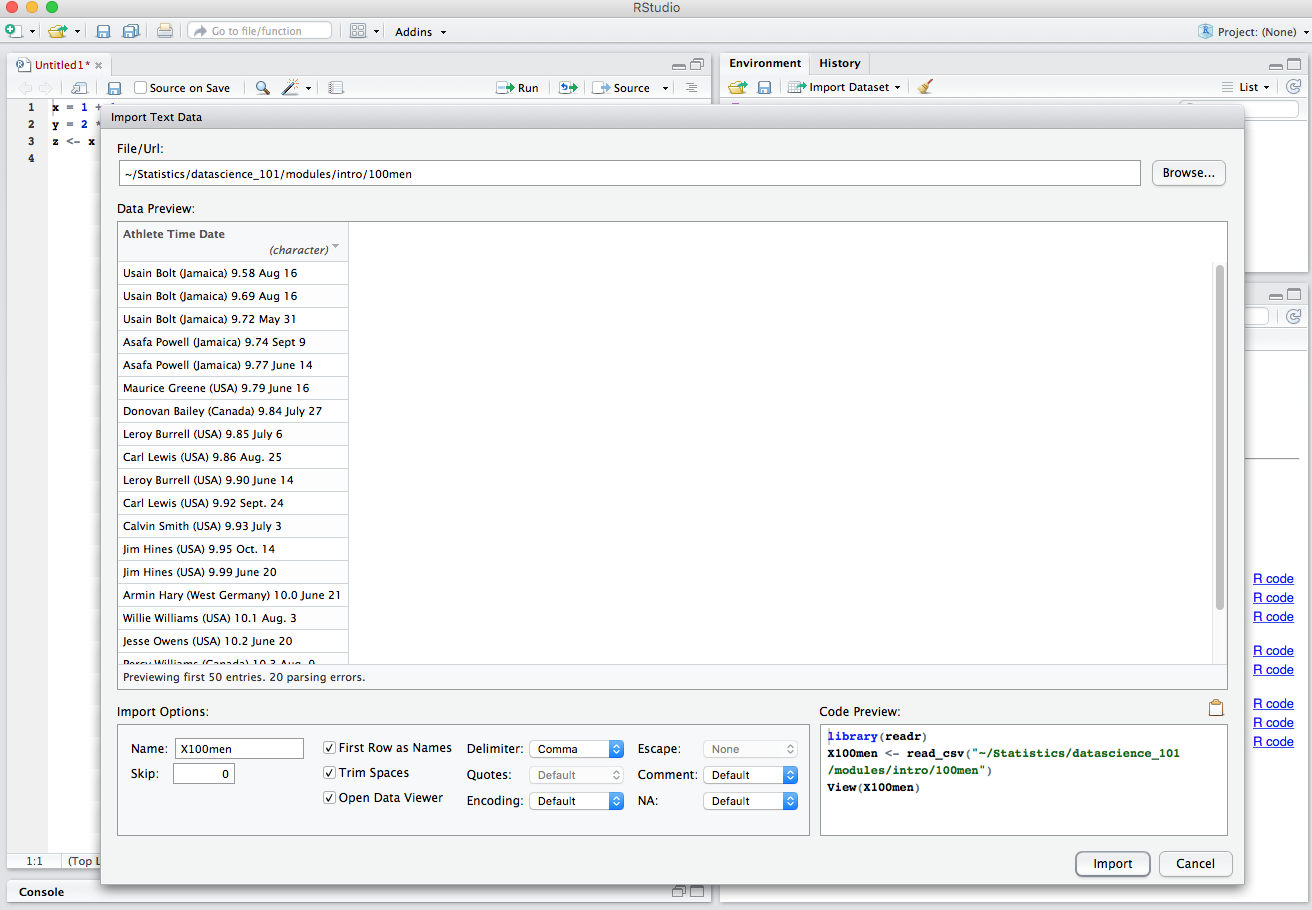 RStudio
Go to file/function
Addins
Project: (None)
Untitled1*
Source on Save
Run
Source
1 x = 1 +
2 y = 2
3 z <- x
4
Environment
History
Import Dataset
List
Import Text Data
File/Url:
~/Statistics/datascience_101/modules/intro/100men
Browse...
Data Preview:
Athlete Time Date
(character)
Usain Bolt (Jamaica) 9.58 Aug 16
Usain Bolt (Jamaica) 9.69 Aug 16
Usain Bolt (Jamaica) 9.72 May 31
Asafa Powell (Jamaica) 9.74 Sept 9
Asafa Powell (Jamaica) 9.77 June 14
Maurice Greene (USA) 9.79 June 16
Donovan Bailey (Canada) 9.84 July 27
Leroy Burrell (USA) 9.85 July 6
Carl Lewis (USA) 9.86 Aug. 25
Leroy Burrell (USA) 9.90 June 14
Carl Lewis (USA) 9.92 Sept. 24
Calvin Smith (USA) 9.93 July 3
Jim Hines (USA) 9.95 Oct. 14
Jim Hines (USA) 9.99 June 20
Armin Hary (West Germany) 10.0 June 21
Willie Williams (USA) 10.1 Aug. 3
Jesse Owens (USA) 10.2 June 20
Percy Williams (Canada) 10.3 Aug. 9
Previewing first 50 entries. 20 parsing errors.
Import Options:
Name: X100men
Skip: 0
First Row as Names
Trim Spaces
Open Data Viewer
Delimiter: Comma
Quotes: Default
Encoding: Default
Escape: None
Comment: Default
NA: Default
Code Preview:
library(readr)
X100men <- read_csv("~/Statistics/datascience_101
/modules/intro/100men")
View(X100men)
Import
Cancel
R code
R code
R code
R code
R code
R code
R code
R code
1:1
(Top L
Console